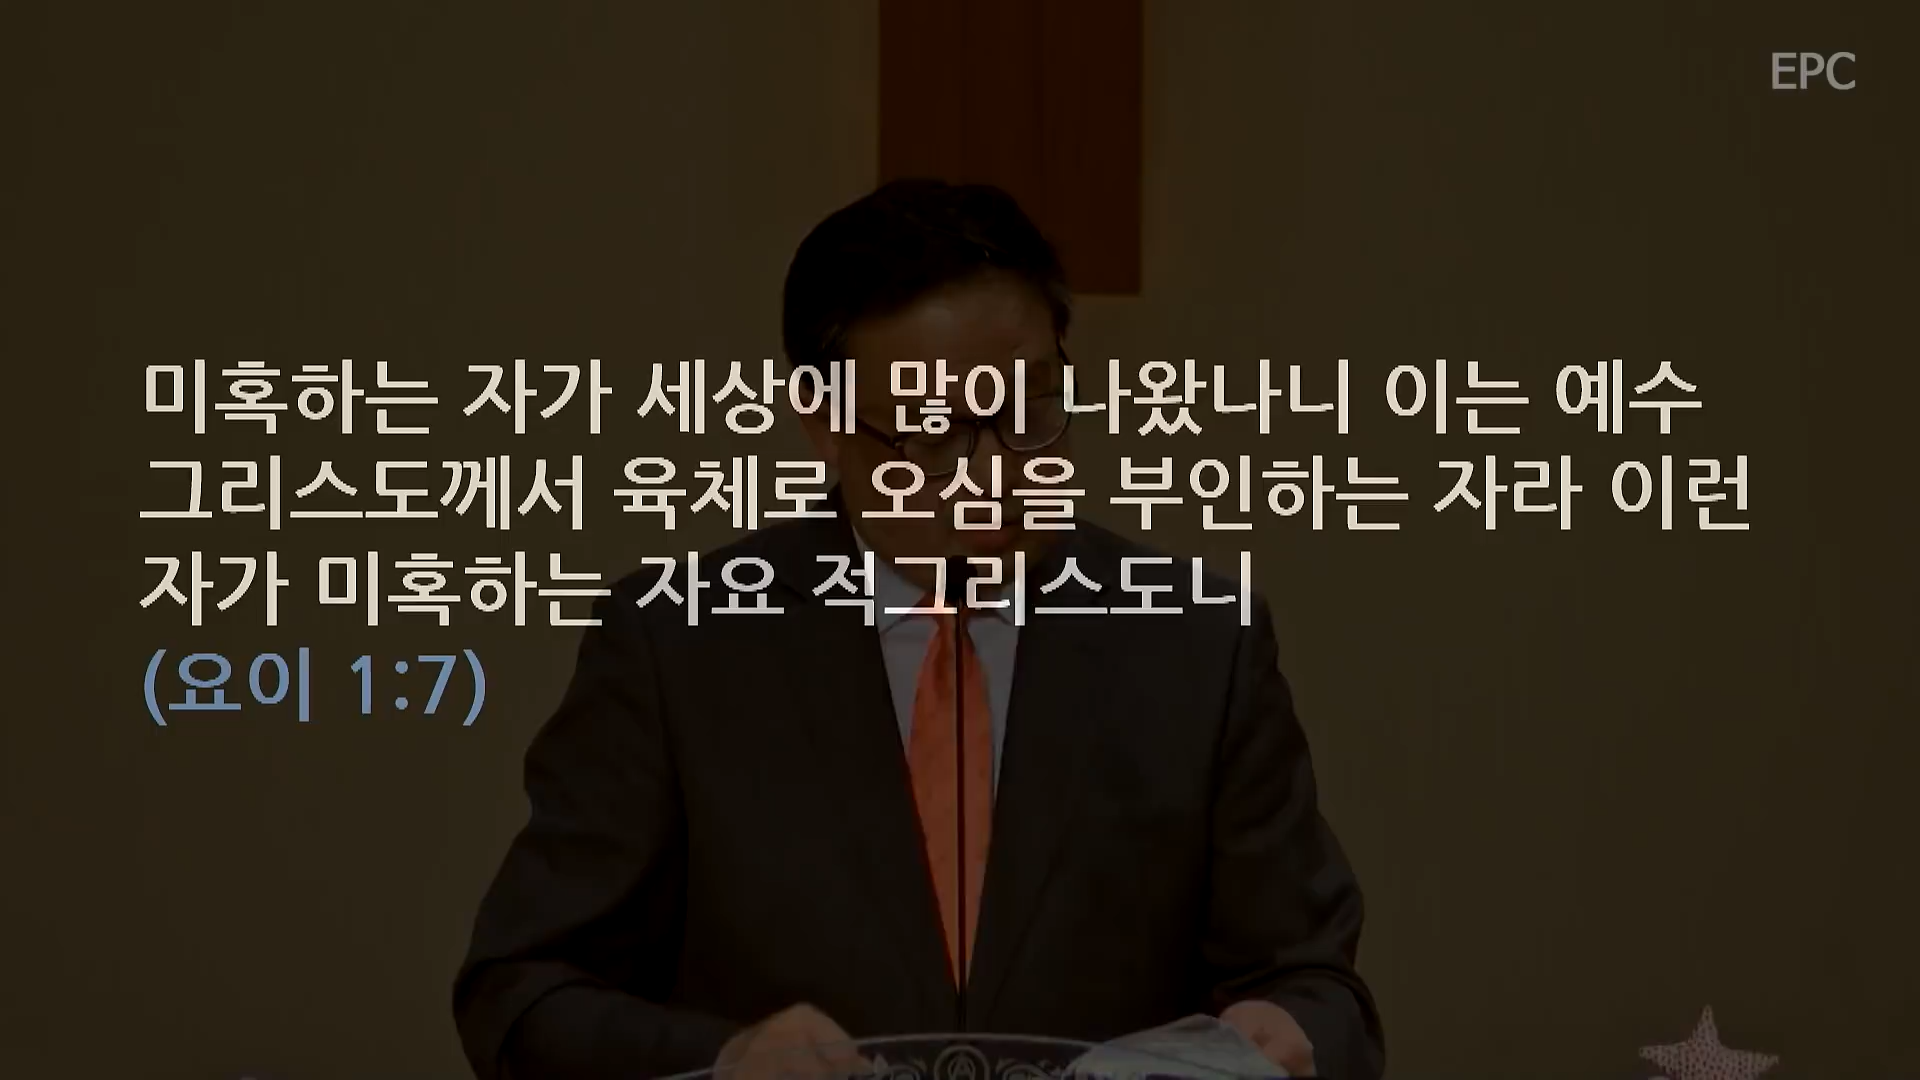 EPC
미혹하는 자가 세상에 많이 나왔나니 이는 예수
그리스도께서 육체로 오심을 부인하는 자라 이런
자가 미혹하는 자요 적그리스도니
(요이 1:7)